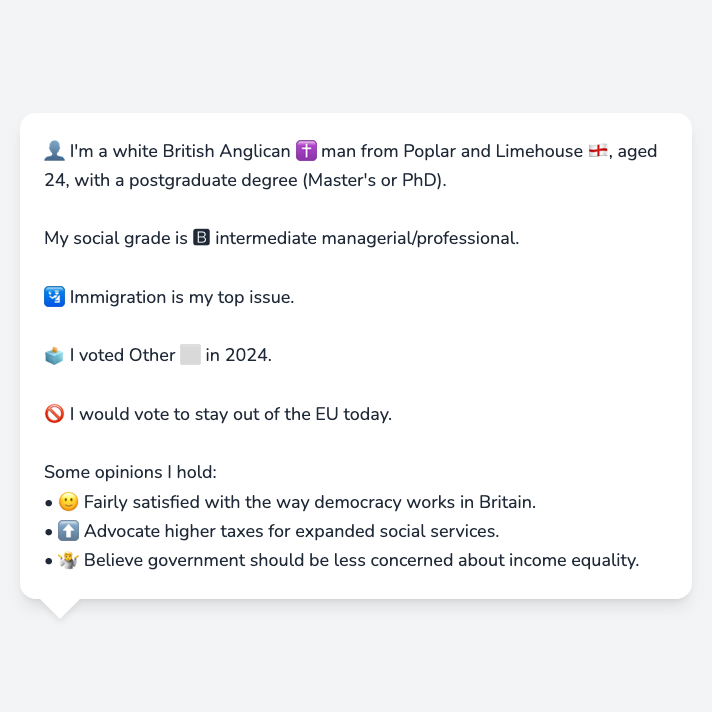 👤 I'm a white British Anglican ✝️ man from Poplar and Limehouse 🏴󠁧󠁢󠁥󠁮󠁧󠁿, aged
24, with a postgraduate degree (Master's or PhD).
My social grade is 🅱 intermediate managerial/professional.
🛂 Immigration is my top issue.
🗳️ I voted Other ⬜ in 2024.
🚫 I would vote to stay out of the EU today.
Some opinions I hold:
• 🙂 Fairly satisfied with the way democracy works in Britain.
• ⬆️ Advocate higher taxes for expanded social services.
• 🤷 Believe government should be less concerned about income equality.